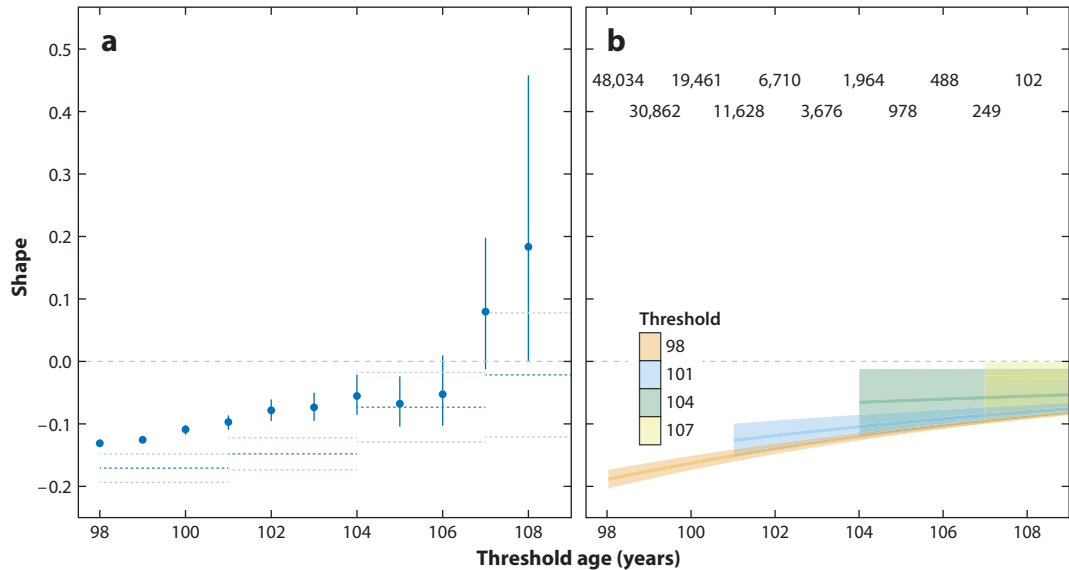 a
0.5
0.4
0.3
0.2
0.1
0.0
−0.1
−0.2
Shape
98 100 102 104 106 108
b
48,034 19,461 6,710 1,964 488 102
30,862 11,628 3,676 978 249
Threshold
98
101
104
107
98 100 102 104 106 108
Threshold age (years)